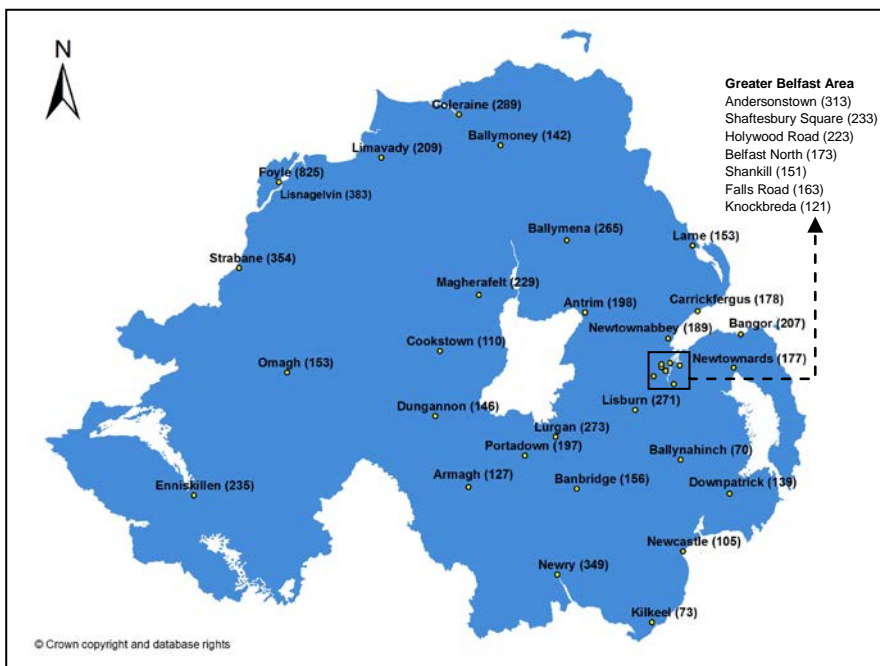 N
Greater Belfast Area
Andersonstown (313)
Shaftesbury Square (233)
Holywood Road (223)
Belfast North (173)
Shankill (151)
Falls Road (163)
Knockbreda (121)
Coleraine (289)
Ballymoney (142)
Limavady (209)
Foyle (825)
Lisnagelvin (383)
Ballymena (265)
Larne (153)
Strabane (354)
Magherafelt (229)
Antrim (198)
Carrickfergus (178)
Newtownabbey (189)
Bangor (207)
Cookstown (110)
Omagh (153)
Newtownards (177)
Dungannon (146)
Lisburn (271)
Lurgan (273)
Portadown (197)
Ballynahinch (70)
Armagh (127)
Banbridge (156)
Downpatrick (139)
Enniskillen (235)
Newcastle (105)
Newry (349)
Kilkeel (73)
© Crown copyright and database rights